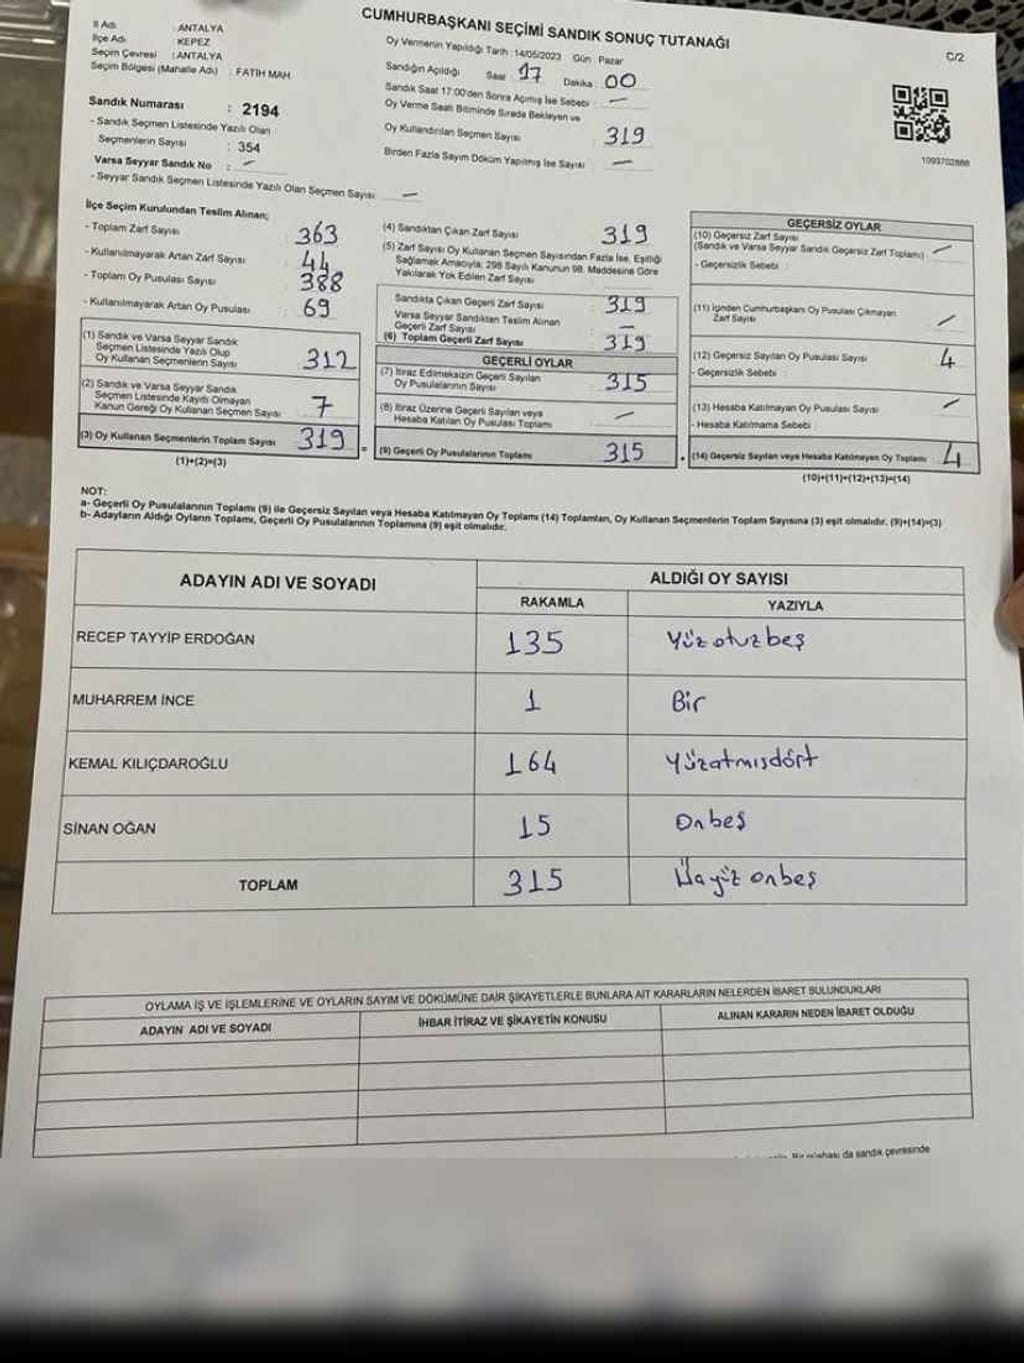 CUMHURBAŞKANI SEÇİMİ SANDIK SONUÇ TUTANAĞI
C/2
İl Adı : ANTALYA
İlçe Adı : KEPEZ
Seçim Çevresi : ANTALYA
Seçim Bölgesi (Mahalle Adı) : FATİH MAH.
Sandık Numarası : 2194
- Sandık Seçmen Listesinde Yazılı Olan
Seçmenlerin Sayısı : 354
Varsa Seyyar Sandık No : —
- Seyyar Sandık Seçmen Listesinde Yazılı Olan Seçmen Sayısı: —
Oy Vermenin Yapıldığı Tarih : 14/05/2023 Gün Pazar
Sandığın Açıldığı Saat : 17 Dakika : 00
Sandık Saat 17:00'den Sonra Açılmış İse Sebebi : —
Oy Verme Saati Bitiminde Sırada Bekleyen ve
Oy Kullandırılan Seçmen Sayısı : 319
Birden Fazla Sayım Döküm Yapılmış İse Sayısı : —
1093702888
İlçe Seçim Kurulundan Teslim Alınan;
- Toplam Zarf Sayısı : 363
- Kullanılmayarak Artan Zarf Sayısı : 44
- Toplam Oy Pusulası Sayısı : 388
- Kullanılmayarak Artan Oy Pusulası : 69
(1) Sandık ve Varsa Seyyar Sandık
Seçmen Listesinde Yazılı Olup
Oy Kullanan Seçmenlerin Sayısı : 312
(2) Sandık ve Varsa Seyyar Sandık
Seçmen Listesinde Kayıtlı Olmayan
Kanun Gereği Oy Kullanan Seçmen Sayısı : 7
(3) Oy Kullanan Seçmenlerin Toplam Sayısı : 319 =
(1)+(2)=(3)
(4) Sandıktan Çıkan Zarf Sayısı : 319
(5) Zarf Sayısı Oy Kullanan Seçmen Sayısından Fazla İse, Eşitliği
Sağlamak Amacıyla; 298 Sayılı Kanunun 98. Maddesine Göre
Yakılarak Yok Edilen Zarf Sayısı :
Sandıkta Çıkan Geçerli Zarf Sayısı : 319
Varsa Seyyar Sandıktan Teslim Alınan
Geçerli Zarf Sayısı : —
(6) Toplam Geçerli Zarf Sayısı : 319
GEÇERLİ OYLAR
(7) İtiraz Edilmeksizin Geçerli Sayılan
Oy Pusulalarının Sayısı : 315
(8) İtiraz Üzerine Geçerli Sayılan veya
Hesaba Katılan Oy Pusulası Toplamı : —
(9) Geçerli Oy Pusulalarının Toplamı : 315
GEÇERSİZ OYLAR
(10) Geçersiz Zarf Sayısı
(Sandık ve Varsa Seyyar Sandık Geçersiz Zarf Toplamı) : —
- Geçersizlik Sebebi :
(11) İçinden Cumhurbaşkanı Oy Pusulası Çıkmayan
Zarf Sayısı : —
(12) Geçersiz Sayılan Oy Pusulası Sayısı : 4
- Geçersizlik Sebebi :
(13) Hesaba Katılmayan Oy Pusulası Sayısı : —
- Hesaba Katılmama Sebebi :
(14) Geçersiz Sayılan veya Hesaba Katılmayan Oy Toplamı : 4
(10)+(11)+(12)+(13)=(14)
NOT:
a- Geçerli Oy Pusulalarının Toplamı (9) ile Geçersiz Sayılan veya Hesaba Katılmayan Oy Toplamı (14) Toplamları, Oy Kullanan Seçmenlerin Toplam Sayısına (3) eşit olmalıdır. (9)+(14)=(3)
b- Adayların Aldığı Oyların Toplamı, Geçerli Oy Pusulalarının Toplamına (9) eşit olmalıdır.
ADAYIN ADI VE SOYADI ALDIĞI OY SAYISI
RAKAMLA YAZIYLA
RECEP TAYYİP ERDOĞAN 135 Yüzotuzbeş
MUHARREM İNCE 1 Bir
KEMAL KILIÇDAROĞLU 164 Yüzatmışdört
SİNAN OĞAN 15 Onbeş
TOPLAM 315 Üçyüz onbeş
OYLAMA İŞ VE İŞLEMLERİNE VE OYLARIN SAYIM VE DÖKÜMÜNE DAİR ŞİKAYETLERLE BUNLARA AİT KARARLARIN NELERDEN İBARET BULUNDUKLARI
ADAYIN ADI VE SOYADI İHBAR İTİRAZ VE ŞİKAYETİN KONUSU ALINAN KARARIN NEDEN İBARET OLDUĞU
Bir nüshası da sandık çevresinde